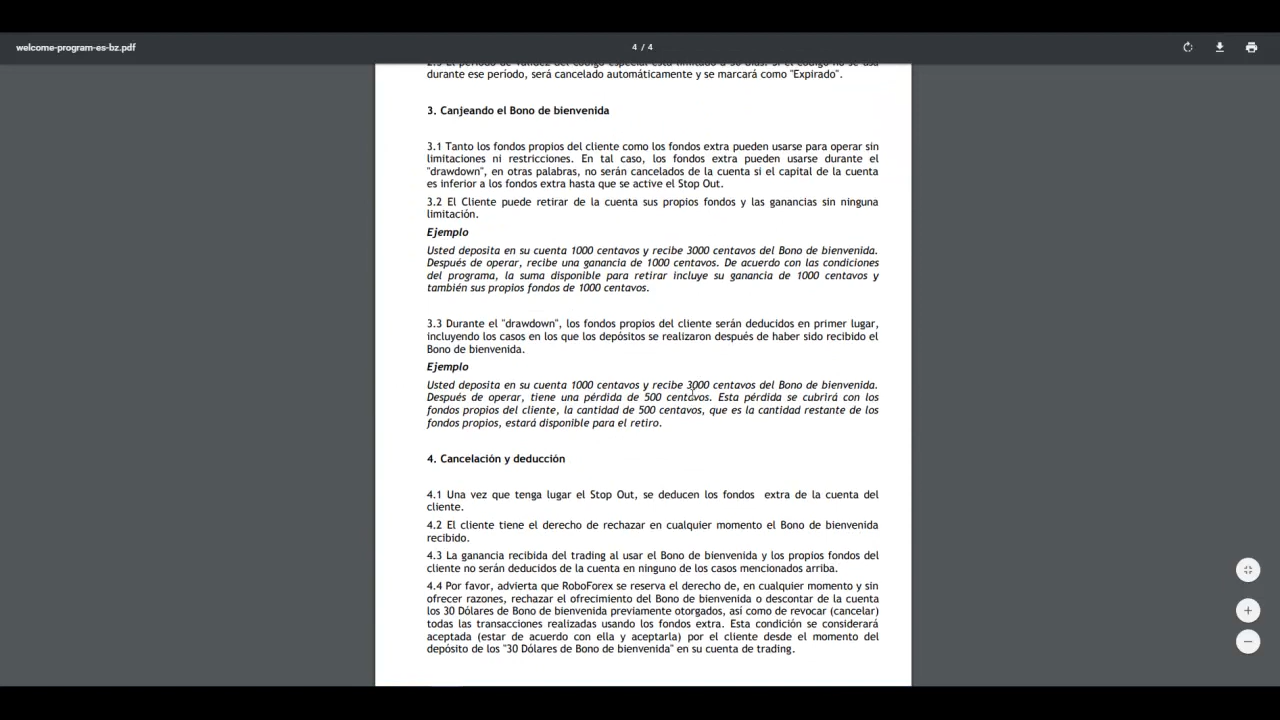 welcome-program-es-bz.pdf
4 / 4
durante ese período, será cancelado automáticamente y se marcará como "Expirado".
3. Canjeando el Bono de bienvenida
3.1 Tanto los fondos propios del cliente como los fondos extra pueden usarse para operar sin
limitaciones ni restricciones. En tal caso, los fondos extra pueden usarse durante el
"drawdown", en otras palabras, no serán cancelados de la cuenta si el capital de la cuenta
es inferior a los fondos extra hasta que se active el Stop Out.
3.2 El Cliente puede retirar de la cuenta sus propios fondos y las ganancias sin ninguna
limitación.
Ejemplo
Usted deposita en su cuenta 1000 centavos y recibe 3000 centavos del Bono de bienvenida.
Después de operar, recibe una ganancia de 1000 centavos. De acuerdo con las condiciones
del programa, la suma disponible para retirar incluye su ganancia de 1000 centavos y
también sus propios fondos de 1000 centavos.
3.3 Durante el "drawdown", los fondos propios del cliente serán deducidos en primer lugar,
incluyendo los casos en los que los depósitos se realizaron después de haber sido recibido el
Bono de bienvenida.
Ejemplo
Usted deposita en su cuenta 1000 centavos y recibe 3000 centavos del Bono de bienvenida.
Después de operar, tiene una pérdida de 500 centavos. Esta pérdida se cubrirá con los
fondos propios del cliente, la cantidad de 500 centavos, que es la cantidad restante de los
fondos propios, estará disponible para el retiro.
4. Cancelación y deducción
4.1 Una vez que tenga lugar el Stop Out, se deducen los fondos extra de la cuenta del
cliente.
4.2 El cliente tiene el derecho de rechazar en cualquier momento el Bono de bienvenida
recibido.
4.3 La ganancia recibida del trading al usar el Bono de bienvenida y los propios fondos del
cliente no serán deducidos de la cuenta en ninguno de los casos mencionados arriba.
4.4 Por favor, advierta que RoboForex se reserva el derecho de, en cualquier momento y sin
ofrecer razones, rechazar el ofrecimiento del Bono de bienvenida o descontar de la cuenta
los 30 Dólares de Bono de bienvenida previamente otorgados, así como de revocar (cancelar)
todas las transacciones realizadas usando los fondos extra. Esta condición se considerará
aceptada (estar de acuerdo con ella y aceptarla) por el cliente desde el momento del
depósito de los "30 Dólares de Bono de bienvenida" en su cuenta de trading.